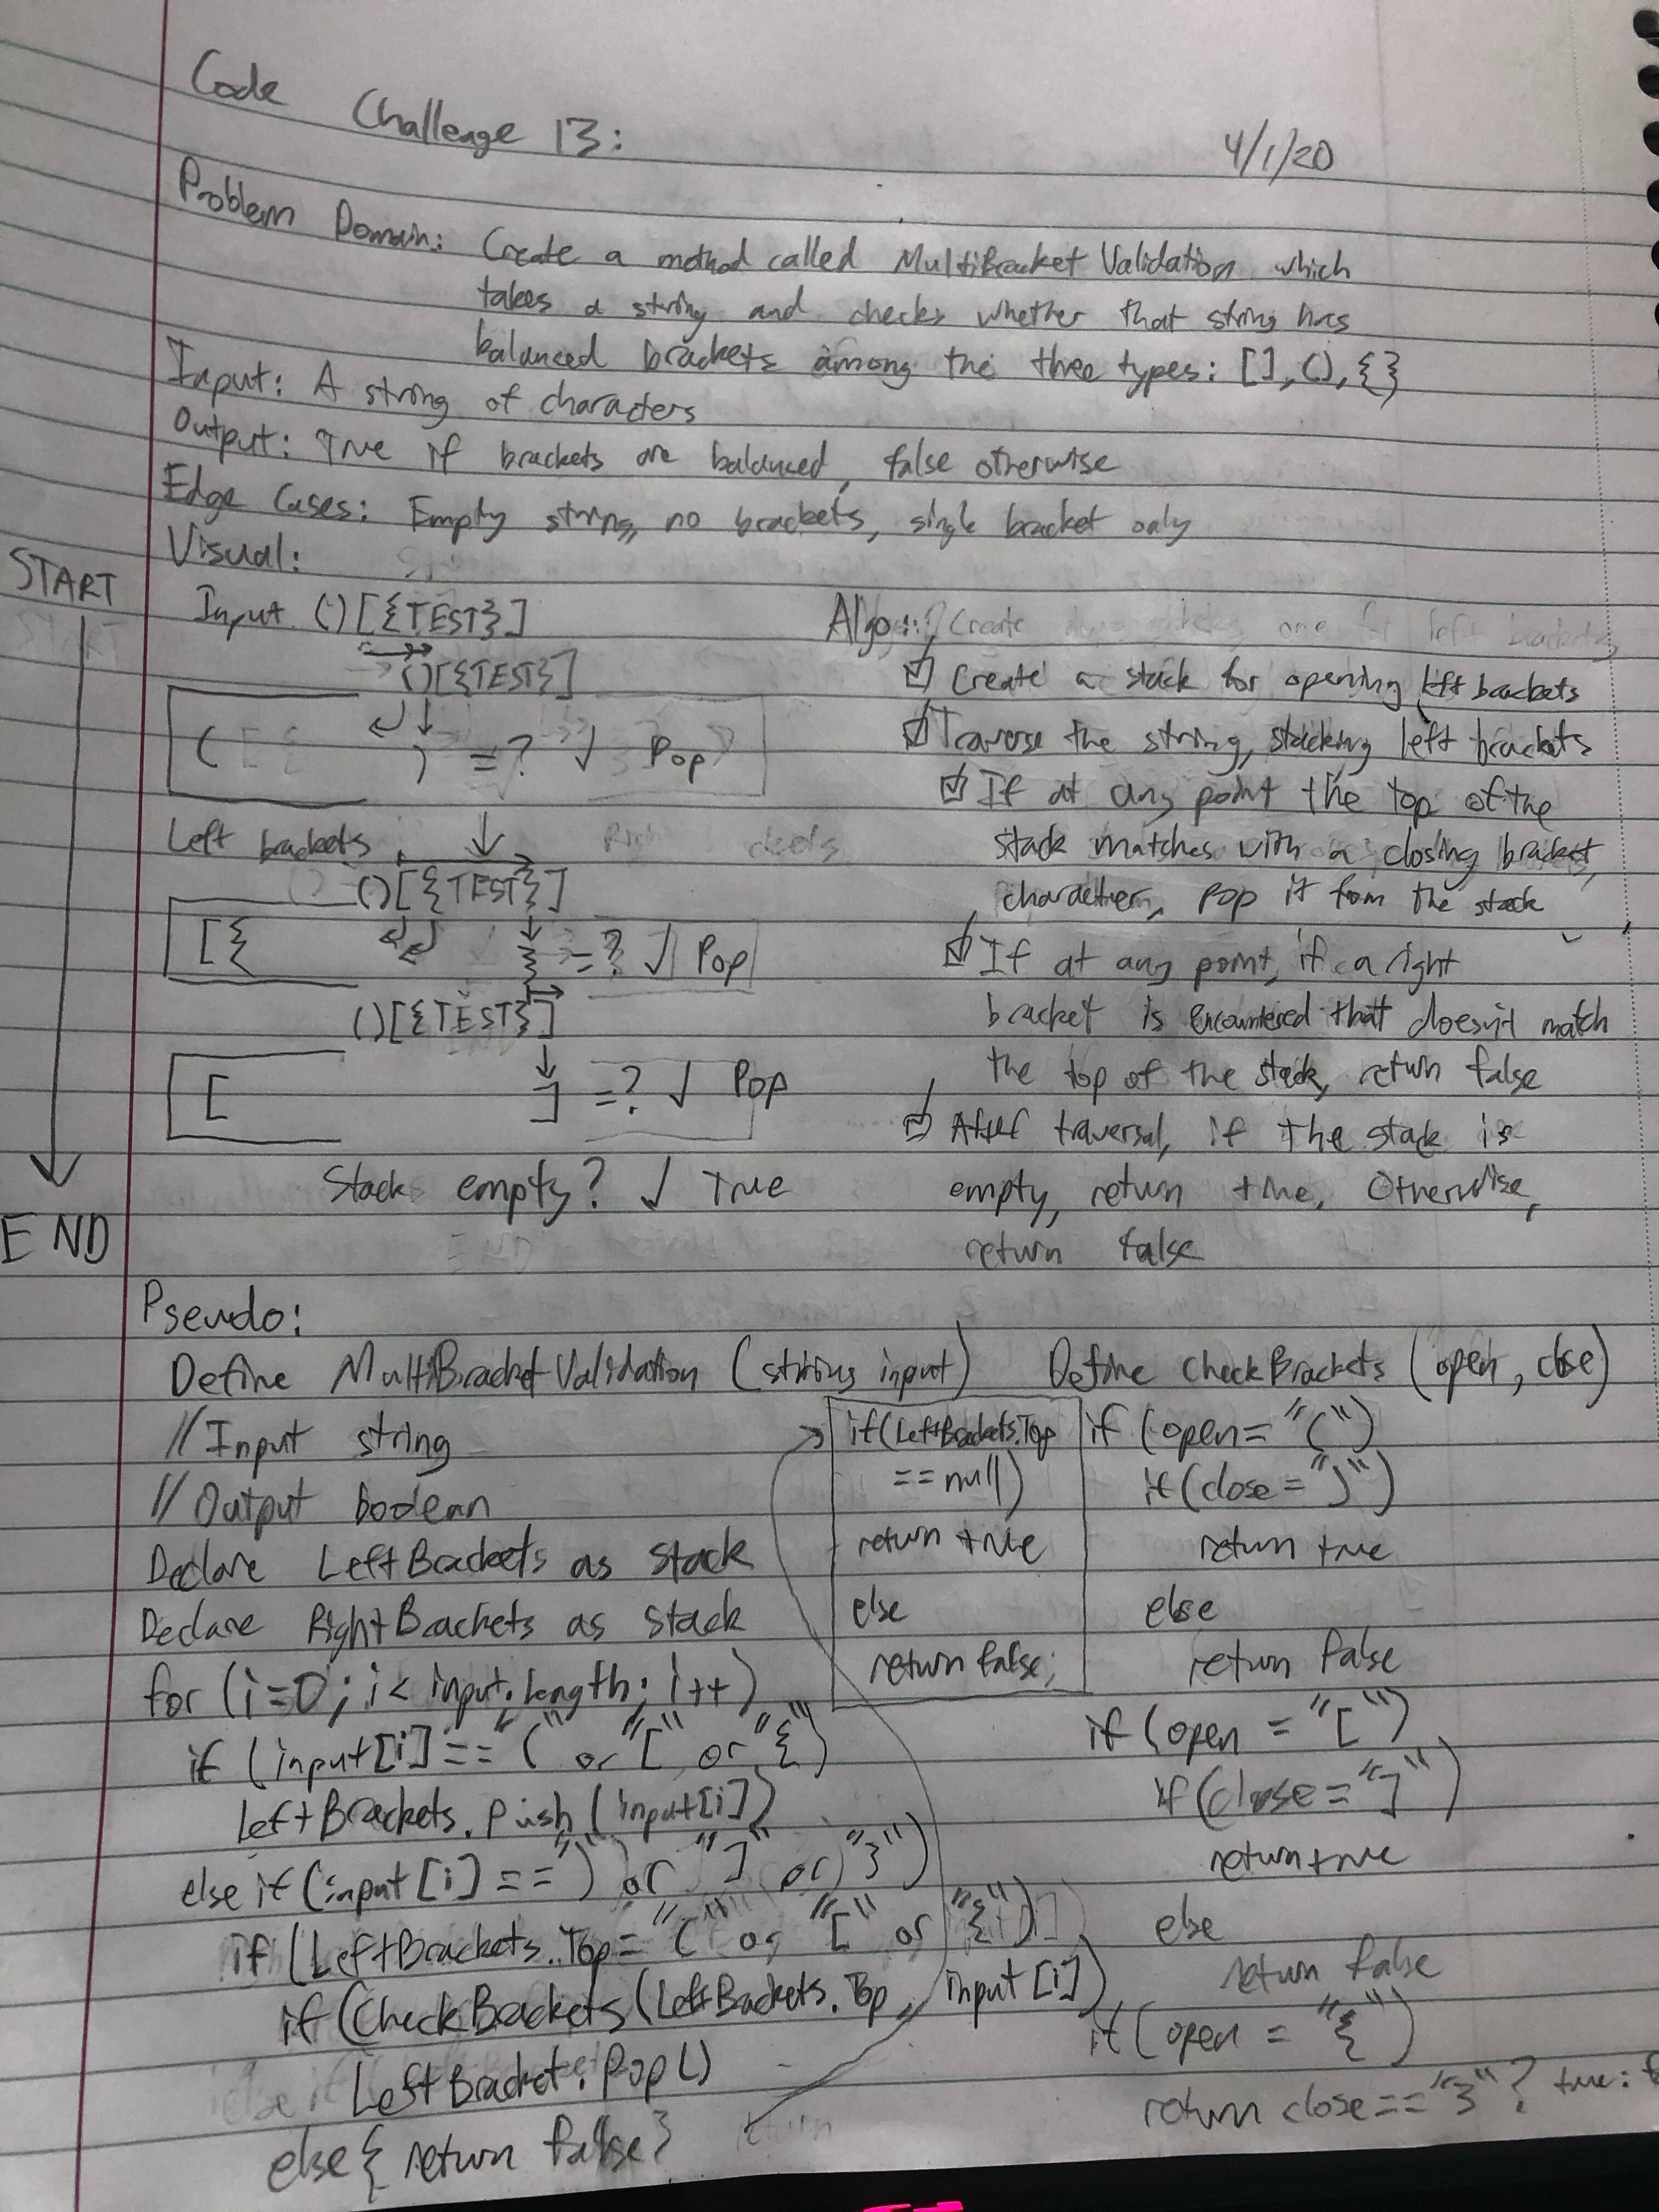 Code Challenge 13:
4/1/20
Problem Domain: Create a method called MultiBracket Validation which
takes a string and checks whether that string has
balanced brackets among the three types: [], (), {}
Input: A string of characters
Output: True if brackets are balanced, false otherwise
Edge Cases: Empty string, no brackets, single bracket only
Visual:
START
Input ()[{TEST}]
()[{TEST}]
( ) =? ✓ Pop
Left brackets
()[{TEST}]
[{ } =? ✓ Pop
()[{TEST}]
[ ] =? ✓ Pop
Stack empty? ✓ True
END
Algo: Create one for left brackets
☑ Create a stack for opening left brackets
☑ Traverse the string, stacking left brackets
☑ If at any point the top of the
stack matches with a closing bracket,
character, pop it from the stack
☑ If at any point, if a right
bracket is encountered that doesn't match
the top of the stack, return false
☑ After traversal, if the stack is
empty, return true, Otherwise,
return false
Pseudo:
Define MultiBracketValidation (string input)
// Input string
// Output boolean
Declare LeftBrackets as stack
Declare RightBrackets as stack
for (i=0; i< input.length; i++)
if (input[i] == "(" or "[" or "{")
LeftBrackets.Push (input[i])
else if (input[i] == ")" or "]" or "}")
if (LeftBrackets.Top = "(" or "[" or "{")
if (CheckBrackets(LeftBrackets.Top, input[i])
LeftBracket.Pop()
else { return false }
return
if(LeftBrackets.Top
== null)
return true
else
return false;
Define CheckBrackets (open, close)
if (open= "(")
if (close = ")")
return true
else
return false
if (open = "[")
if (close = "]")
return true
else
return false
if (open = "{")
return close == "}" ? true: f